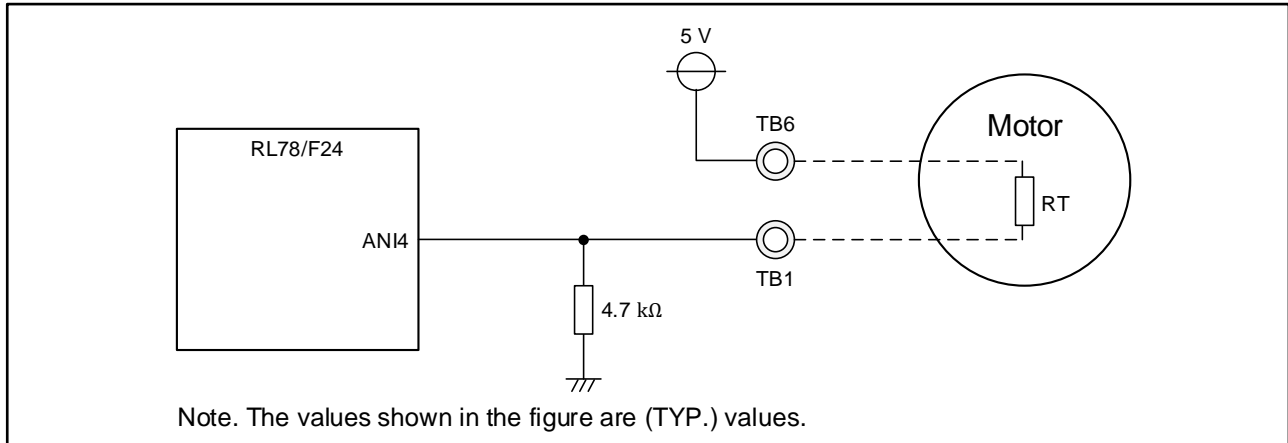 5 V
TB6
Motor
RL78/F24
RT
ANI4
TB1
4.7 kΩ
Note. The values shown in the figure are (TYP.) values.